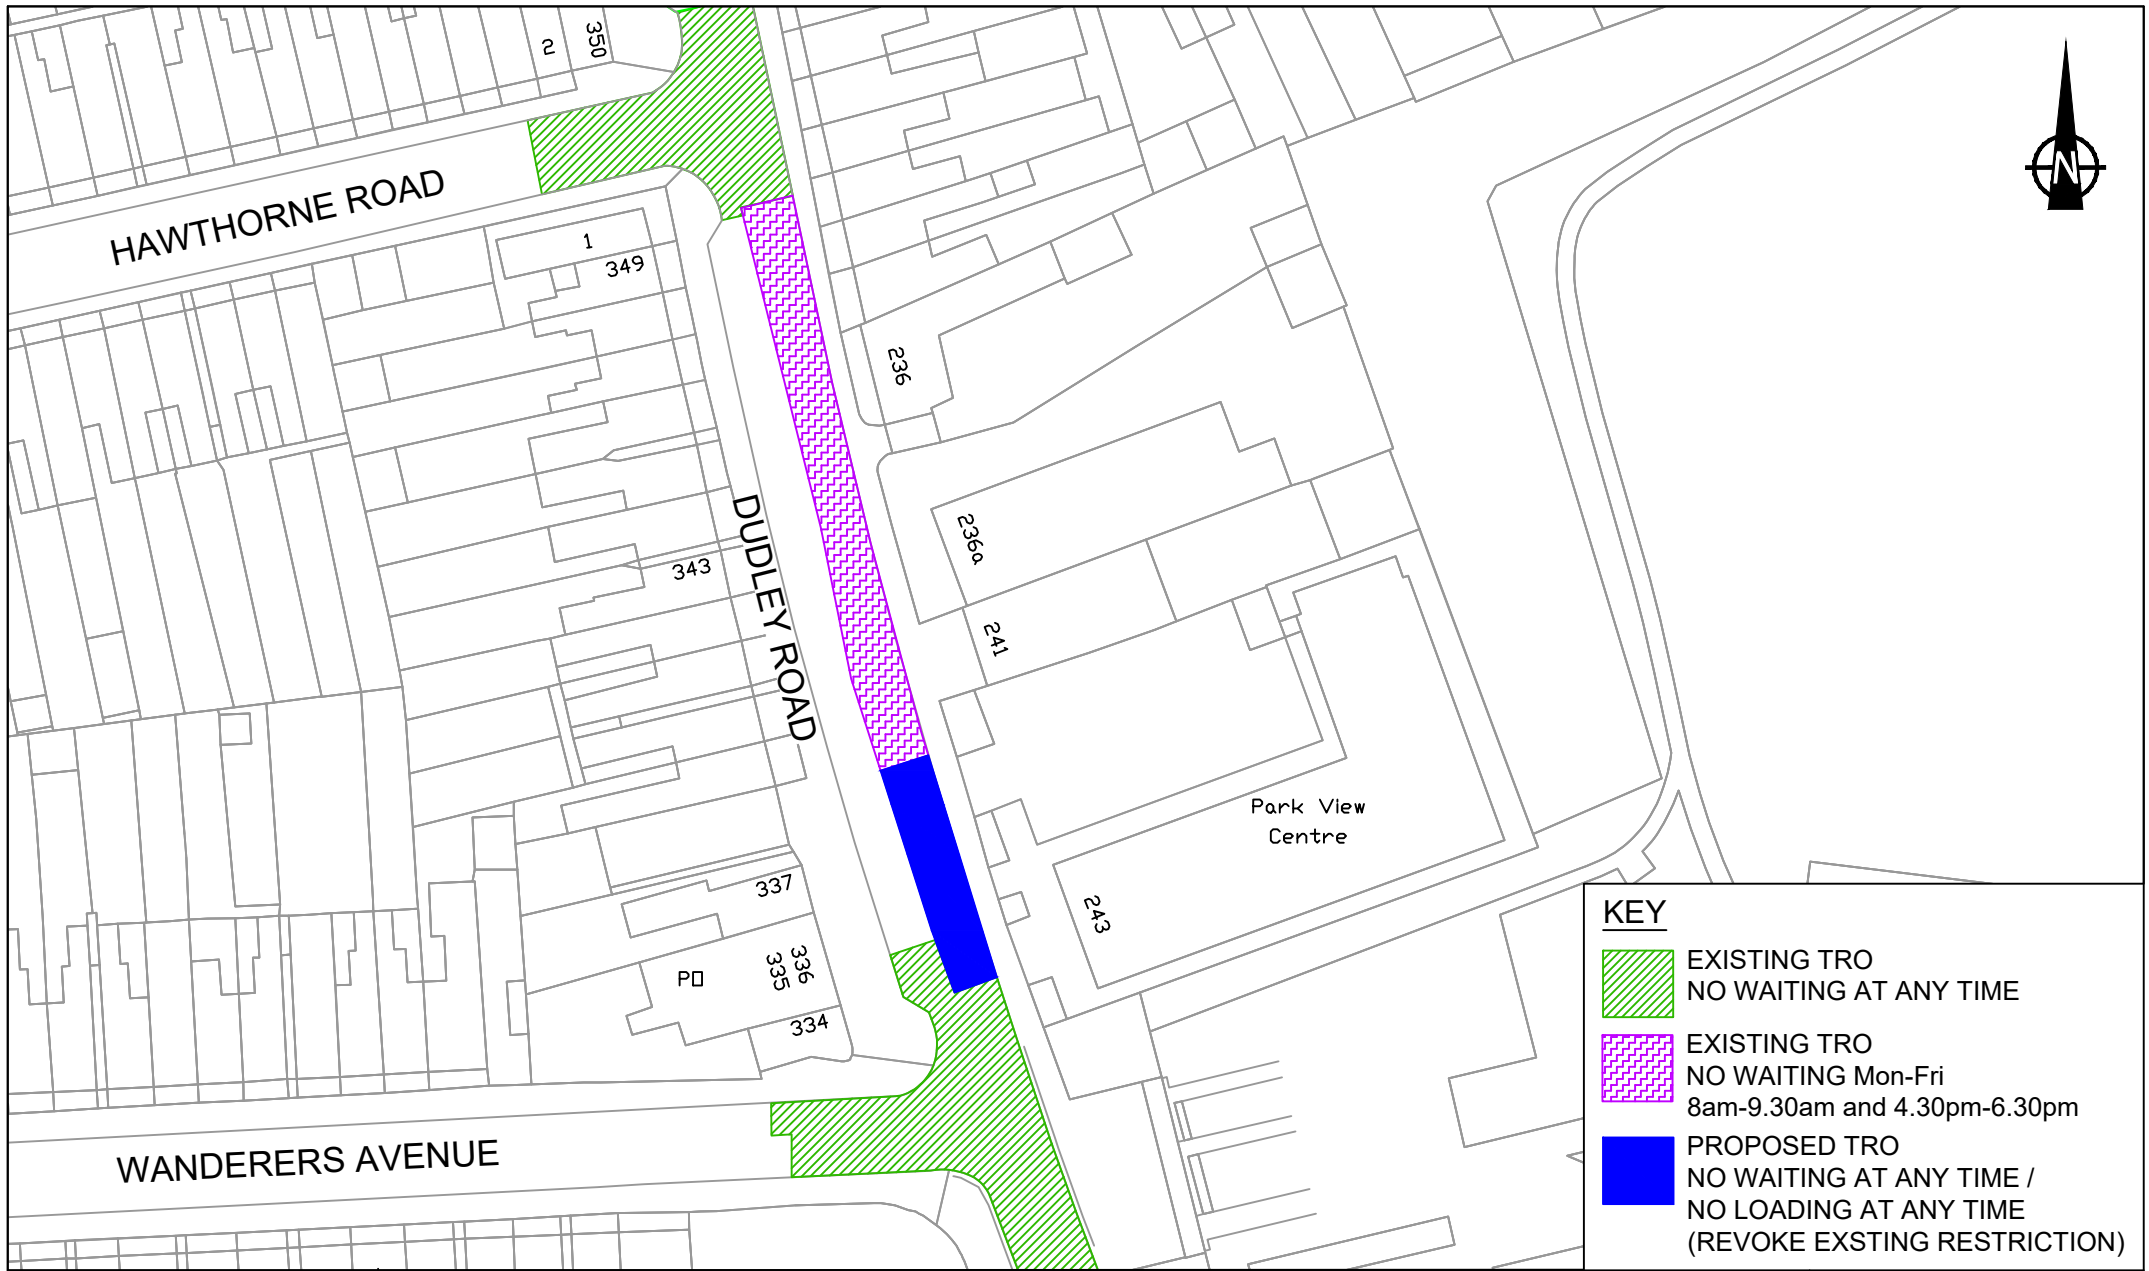 2
350
N
HAWTHORNE ROAD
1
349
236
DUDLEY ROAD
236a
343
241
Park View
Centre
337
243
336
335
PO
334
WANDERERS AVENUE
KEY
EXISTING TRO
NO WAITING AT ANY TIME
EXISTING TRO
NO WAITING Mon-Fri
8am-9.30am and 4.30pm-6.30pm
PROPOSED TRO
NO WAITING AT ANY TIME /
NO LOADING AT ANY TIME
(REVOKE EXSTING RESTRICTION)